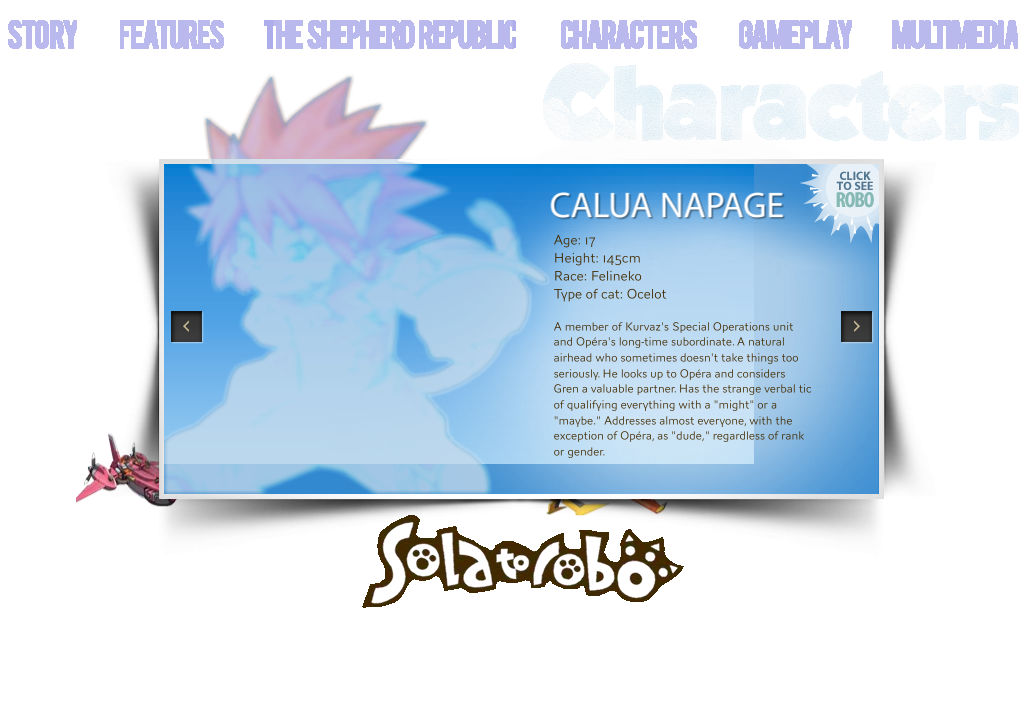 STORY FEATURES THE SHEPHERD REPUBLIC CHARACTERS GAMEPLAY MULTIMEDIA
Characters
CLICK
TO SEE
ROBO
CALUA NAPAGE
Age: 17
Height: 145cm
Race: Felineko
Type of cat: Ocelot
A member of Kurvaz's Special Operations unit
and Opéra's long-time subordinate. A natural
airhead who sometimes doesn't take things too
seriously. He looks up to Opéra and considers
Gren a valuable partner. Has the strange verbal tic
of qualifying everything with a "might" or a
"maybe." Addresses almost everyone, with the
exception of Opéra, as "dude," regardless of rank
or gender.
Solatorobo